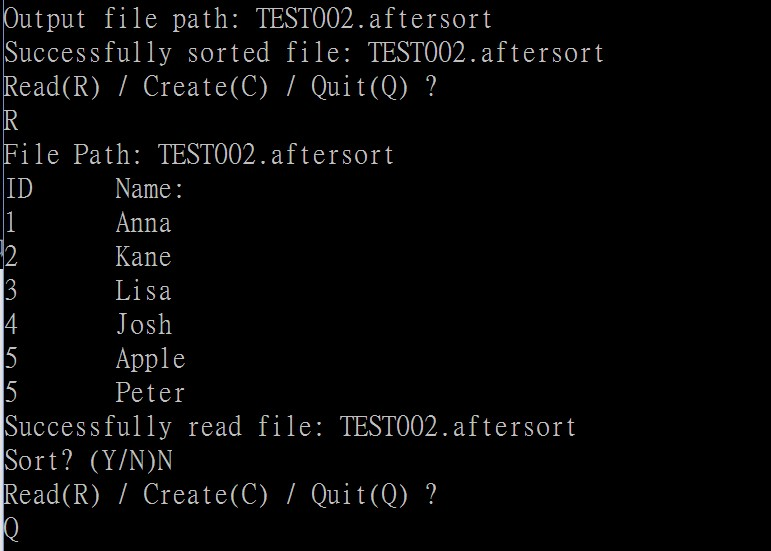 Output file path: TEST002.aftersort
Successfully sorted file: TEST002.aftersort
Read(R) / Create(C) / Quit(Q) ?
R
File Path: TEST002.aftersort
ID	Name:
1	Anna
2	Kane
3	Lisa
4	Josh
5	Apple
5	Peter
Successfully read file: TEST002.aftersort
Sort? (Y/N)N
Read(R) / Create(C) / Quit(Q) ?
Q